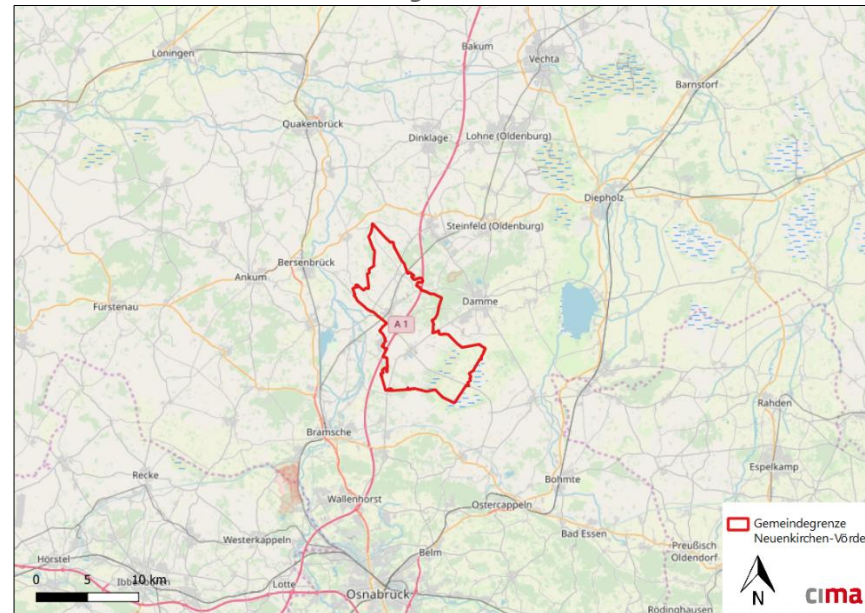 Löningen
Bakum
Vechta
Barnstorf
Quakenbrück
Dinklage
Lohne (Oldenburg)
Diepholz
Steinfeld (Oldenburg)
Bersenbrück
Ankum
Damme
Fürstenau
A 1
Rahden
Bramsche
Espelkamp
Recke
Bohmte
Wallenhorst
Ostercappeln
Bad Essen
Westerkappeln
Preußisch
Oldendorf
Belm
Hörstel
Lotte
Osnabrück
Rödinghausen
0 5 10 km
Gemeindegrenze
Neuenkirchen-Vörde
N
cima